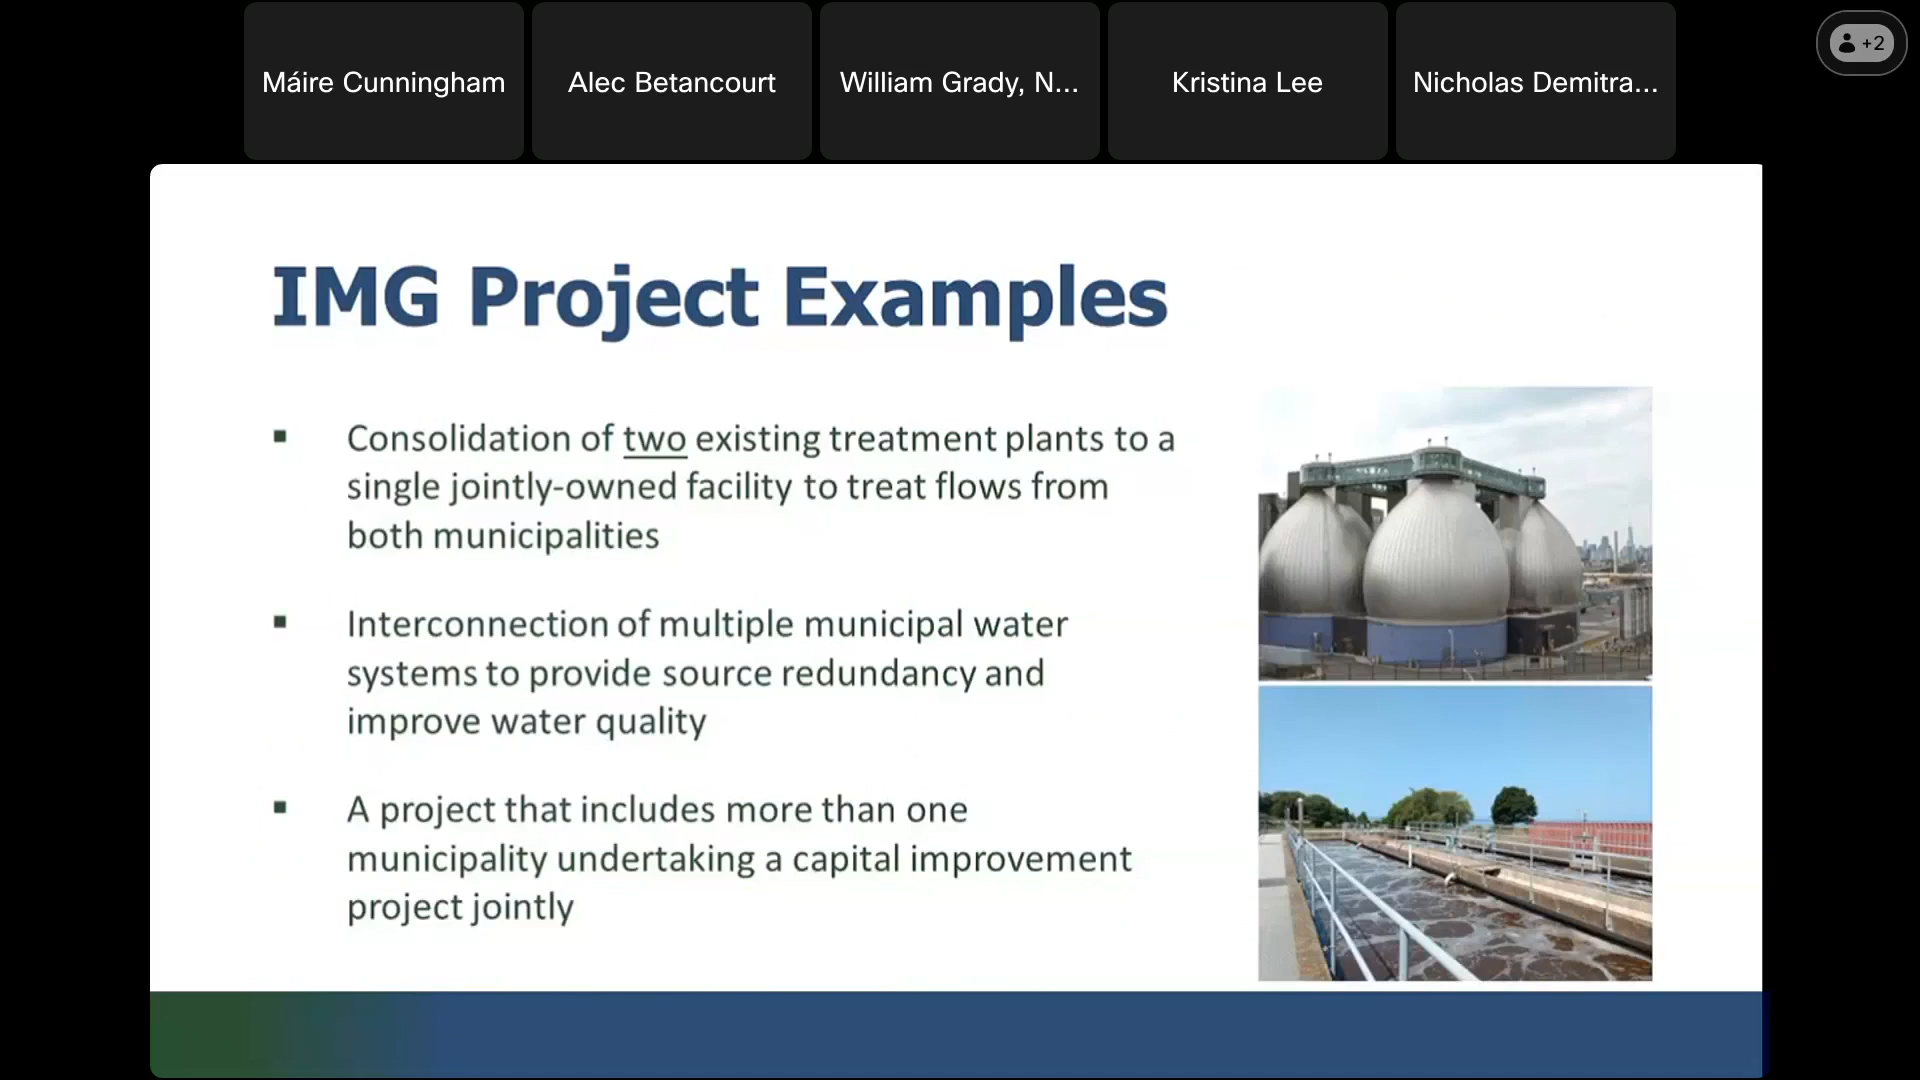 Máire Cunningham
Alec Betancourt
William Grady, N...
Kristina Lee
Nicholas Demitra...
+2
IMG Project Examples
▪ Consolidation of two existing treatment plants to a
single jointly-owned facility to treat flows from
both municipalities
▪ Interconnection of multiple municipal water
systems to provide source redundancy and
improve water quality
▪ A project that includes more than one
municipality undertaking a capital improvement
project jointly